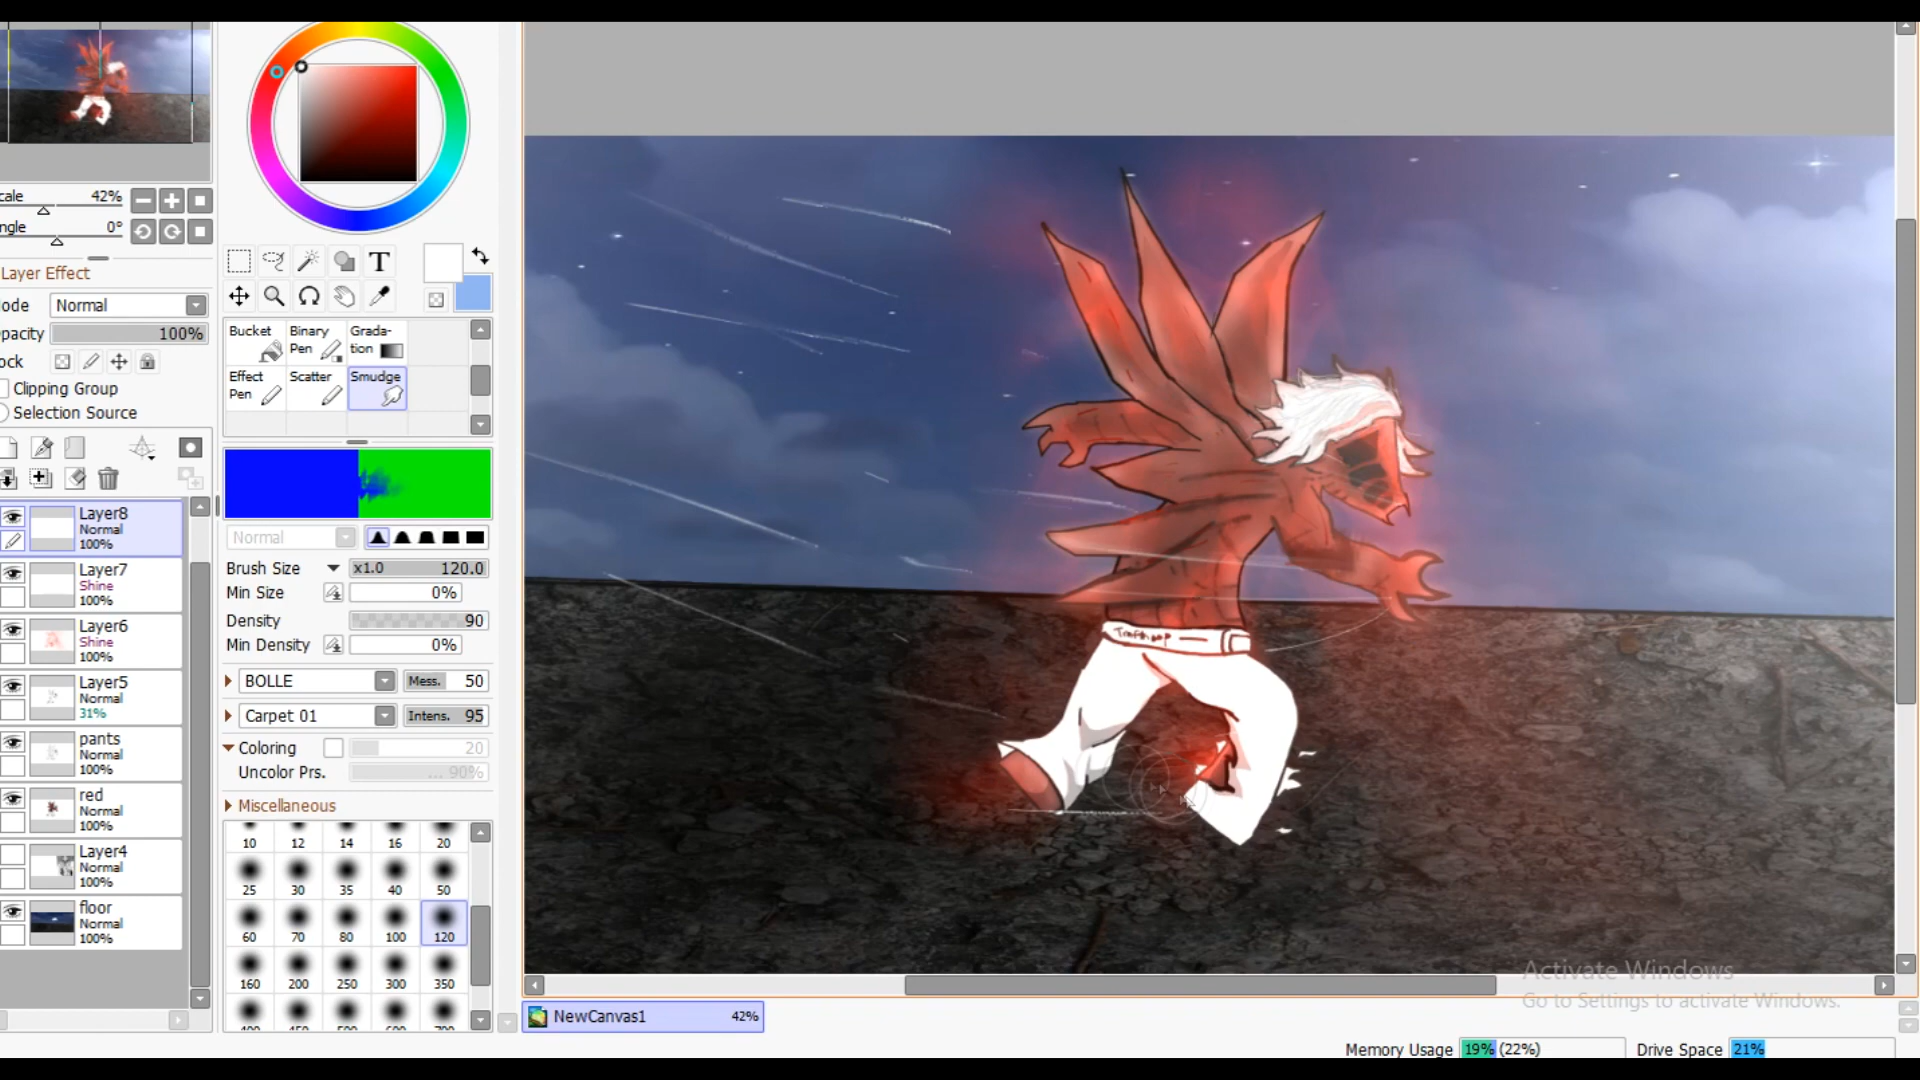 cale 42%
ngle 0°
Layer Effect
ode Normal
pacity 100%
ock
Clipping Group
Selection Source
Layer8
Normal
100%
Layer7
Shine
100%
Layer6
Shine
100%
Layer5
Normal
31%
pants
Normal
100%
red
Normal
100%
Layer4
Normal
100%
floor
Normal
100%
T
Bucket
Binary Pen
Grada-tion
Effect Pen
Scatter
Smudge
Normal
Brush Size x1.0 120.0
Min Size 0%
Density 90
Min Density 0%
BOLLE Mess. 50
Carpet 01 Intens. 95
Coloring 20
Uncolor Prs. ... 90%
Miscellaneous
10 12 14 16 20
25 30 35 40 50
60 70 80 100 120
160 200 250 300 350
NewCanvas1 42%
Activate Windows
Go to Settings to activate Windows.
Memory Usage 19% (22%) Drive Space 21%